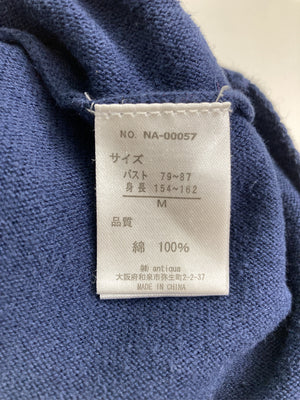 NO. NA-00057
サイズ
バスト 79~87
身長 154~162
M
品質
綿 100%
㈱ antiqua
大阪府和泉市弥生町2-2-37
MADE IN CHINA